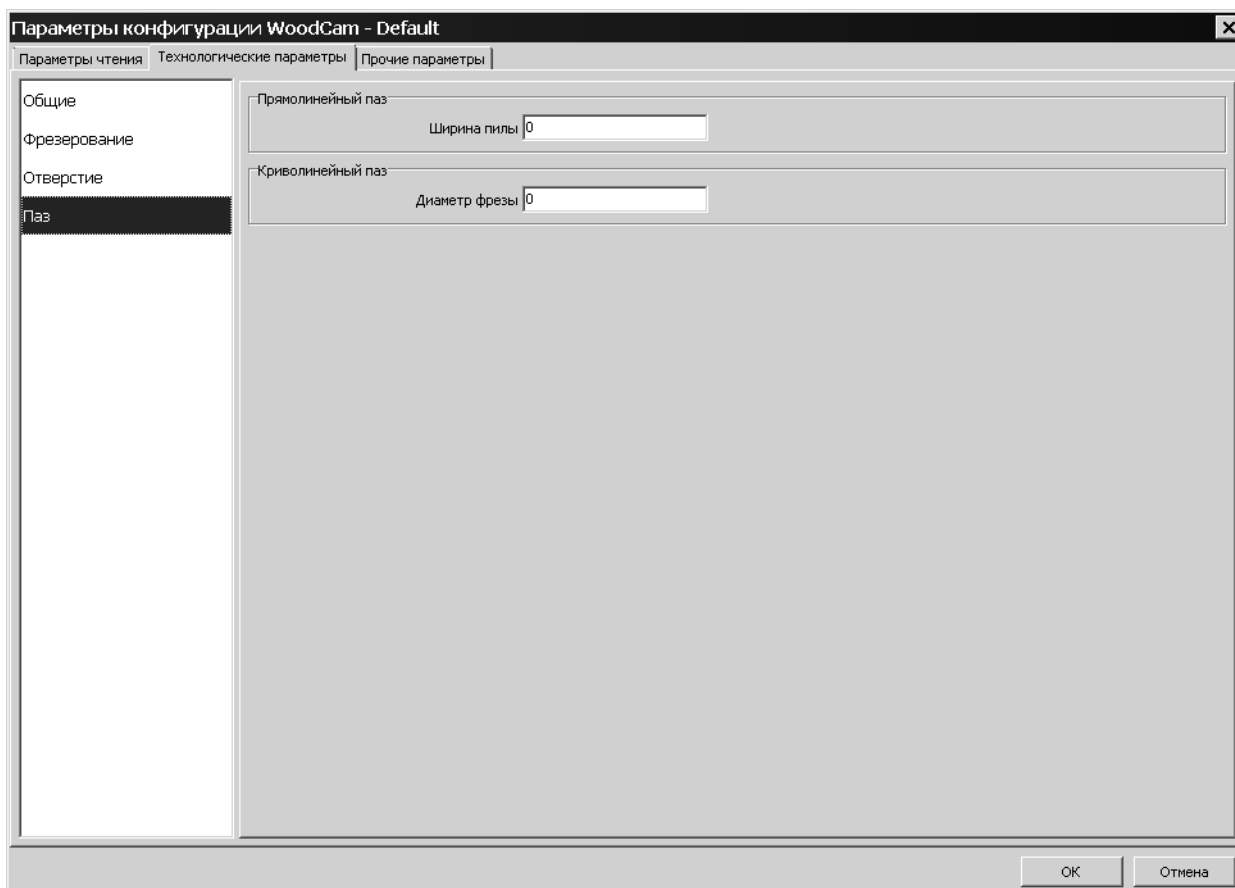 Параметры конфигурации WoodCam - Default
Параметры чтения Технологические параметры Прочие параметры
Общие
Фрезерование
Отверстие
Паз
Прямолинейный паз
Ширина пилы 0
Криволинейный паз
Диаметр фрезы 0
OK Отмена